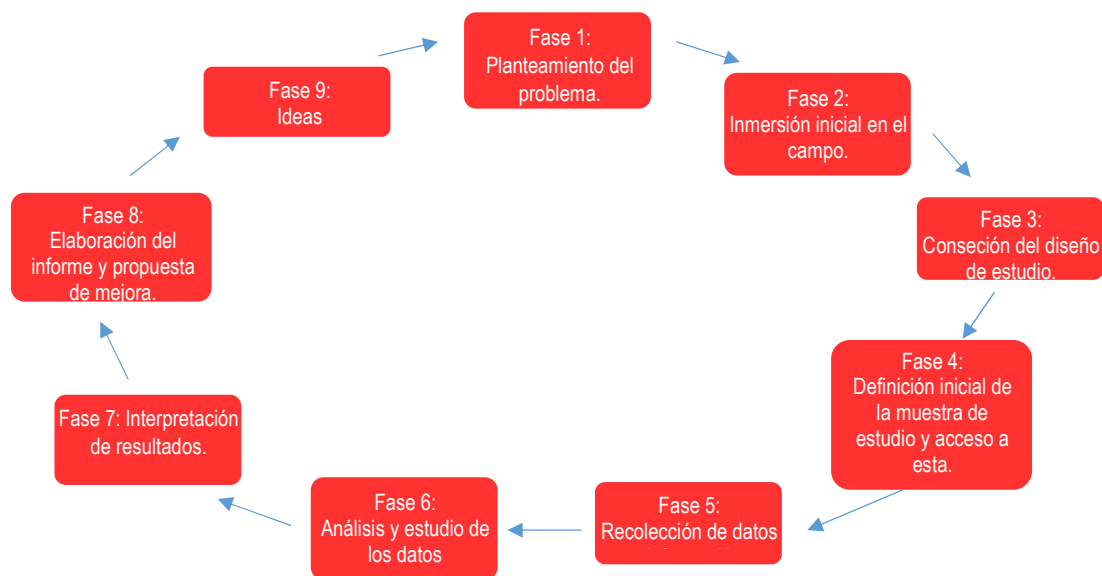 Fase 1:
Planteamiento del
problema.
Fase 2:
Inmersión inicial en el
campo.
Fase 3:
Conseción del diseño
de estudio.
Fase 4:
Definición inicial de
la muestra de
estudio y acceso a
esta.
Fase 5:
Recolección de datos
Fase 6:
Análisis y estudio de
los datos
Fase 7: Interpretación
de resultados.
Fase 8:
Elaboración del
informe y propuesta
de mejora.
Fase 9:
Ideas